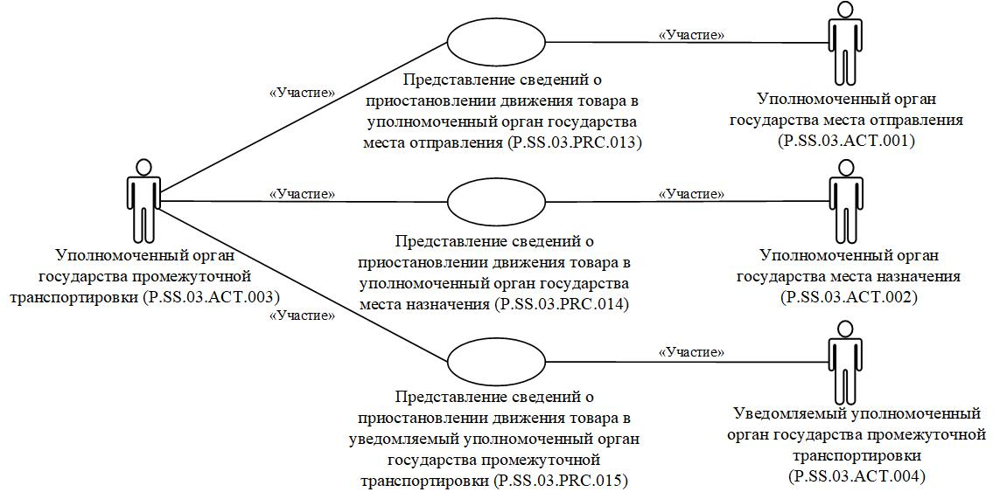 «Участие»
«Участие»
Представление сведений о
приостановлении движения товара в
уполномоченный орган государства
места отправления (P.SS.03.PRC.013)
Уполномоченный орган
государства места отправления
(P.SS.03.ACT.001)
«Участие»
«Участие»
Уполномоченный орган
государства промежуточной
транспортировки (P.SS.03.ACT.003)
Представление сведений о
приостановлении движения товара в
уполномоченный орган государства
места назначения (P.SS.03.PRC.014)
Уполномоченный орган
государства места назначения
(P.SS.03.ACT.002)
«Участие»
«Участие»
Представление сведений о
приостановлении движения товара в
уведомляемый уполномоченный орган
государства промежуточной
транспортировки (P.SS.03.PRC.015)
Уведомляемый уполномоченный
орган государства промежуточной
транспортировки
(P.SS.03.ACT.004)